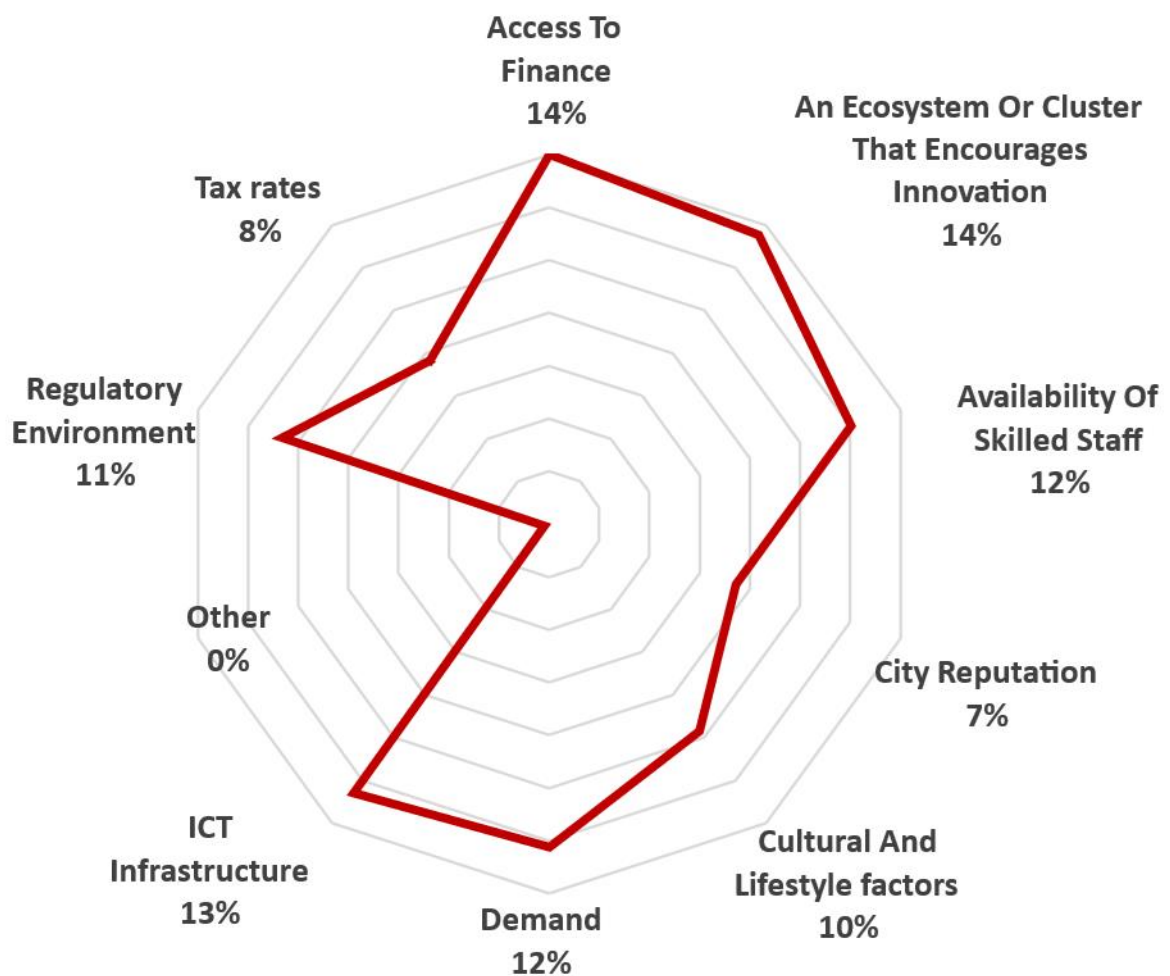 Access To
Finance
14%
An Ecosystem Or Cluster
That Encourages
Innovation
14%
Availability Of
Skilled Staff
12%
City Reputation
7%
Cultural And
Lifestyle factors
10%
Demand
12%
ICT
Infrastructure
13%
Other
0%
Regulatory
Environment
11%
Tax rates
8%